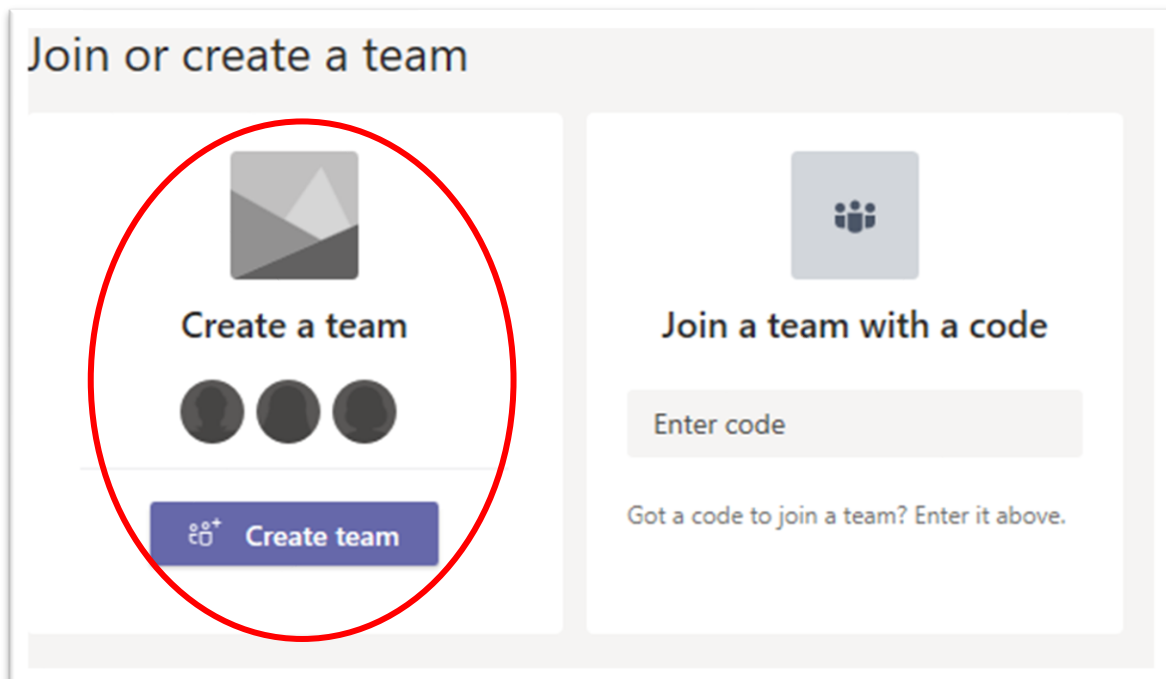 Join or create a team
Create a team
Create team
Join a team with a code
Enter code
Got a code to join a team? Enter it above.